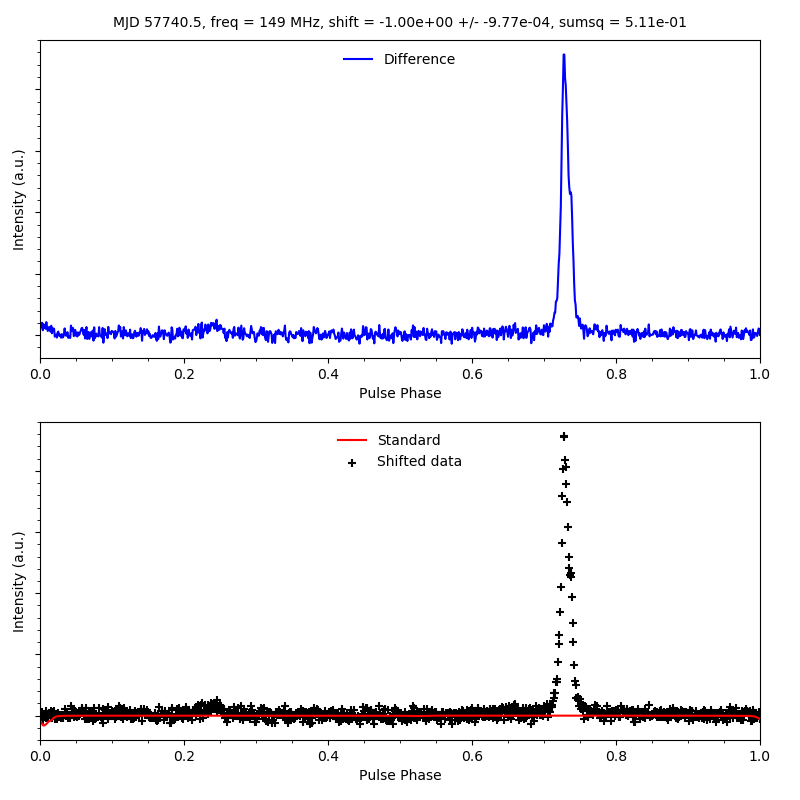 MJD 57740.5, freq = 149 MHz, shift = -1.00e+00 +/- -9.77e-04, sumsq = 5.11e-01
Difference
Intensity (a.u.)
0.0 0.2 0.4 0.6 0.8 1.0
Pulse Phase
Standard
Shifted data
Intensity (a.u.)
0.0 0.2 0.4 0.6 0.8 1.0
Pulse Phase